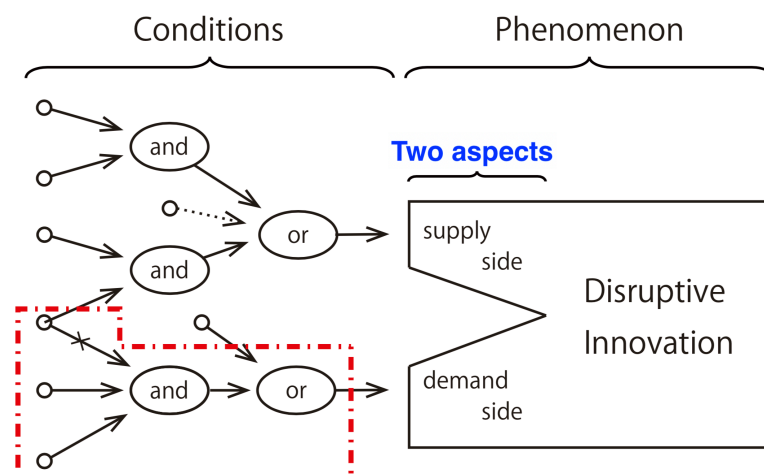 Conditions
Phenomenon
and
Two aspects
or
supply
side
and
Disruptive
Innovation
and
or
demand
side